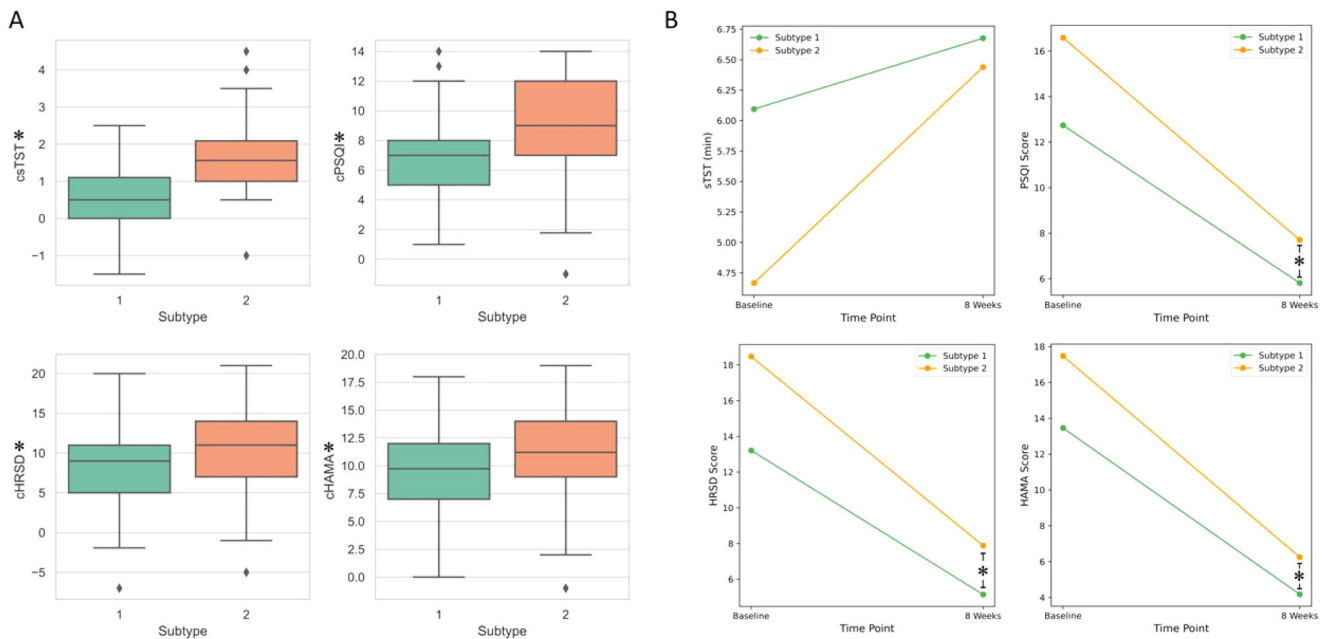 A
csTST*
4
3
2
1
0
−1
1 2
Subtype
cPSQI*
14
12
10
8
6
4
2
0
1 2
Subtype
cHRSD*
20
15
10
5
0
−5
1 2
Subtype
cHAMA*
20.0
17.5
15.0
12.5
10.0
7.5
5.0
2.5
0.0
1 2
Subtype
B
Subtype 1
Subtype 2
sTST (min)
6.75
6.50
6.25
6.00
5.75
5.50
5.25
5.00
4.75
Baseline 8 Weeks
Time Point
Subtype 1
Subtype 2
PSQI Score
16
14
12
10
8
6
*
Baseline 8 Weeks
Time Point
Subtype 1
Subtype 2
HRSD Score
18
16
14
12
10
8
6
*
Baseline 8 Weeks
Time Point
Subtype 1
Subtype 2
HAMA Score
18
16
14
12
10
8
6
4
*
Baseline 8 Weeks
Time Point